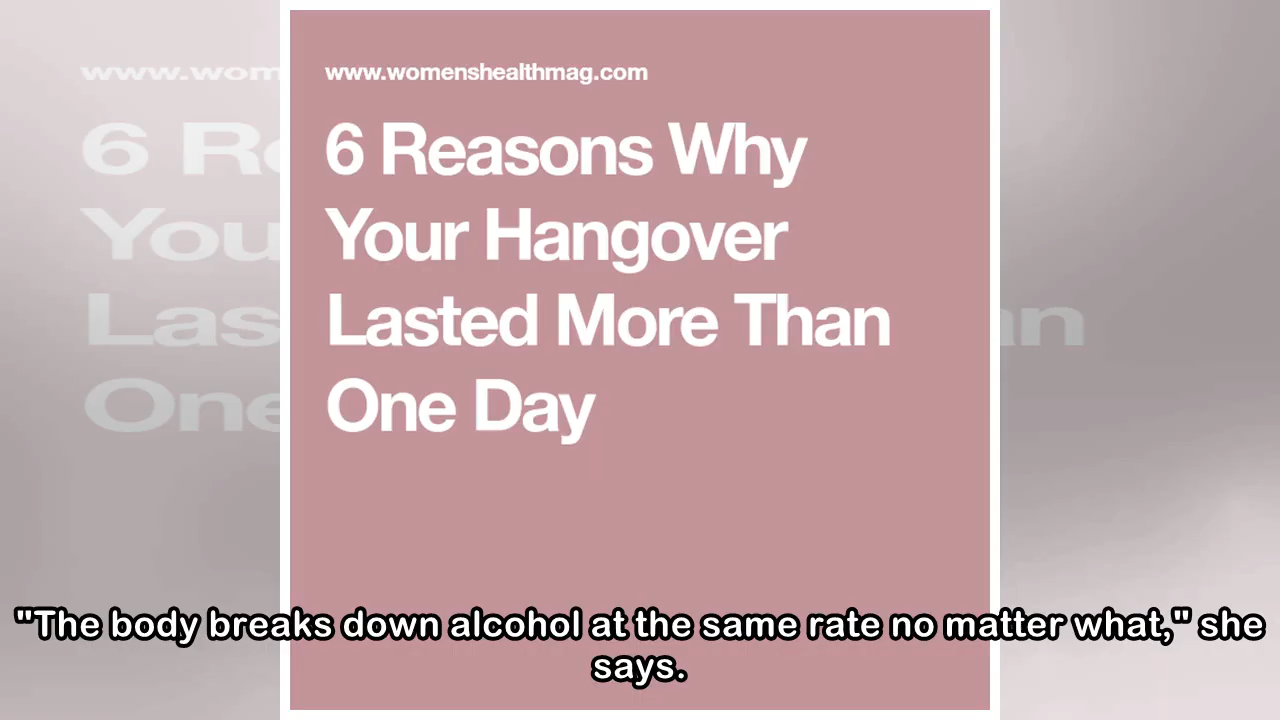 www.womenshealthmag.com
6 Reasons Why
Your Hangover
Lasted More Than
One Day
"The body breaks down alcohol at the same rate no matter what," she
says.